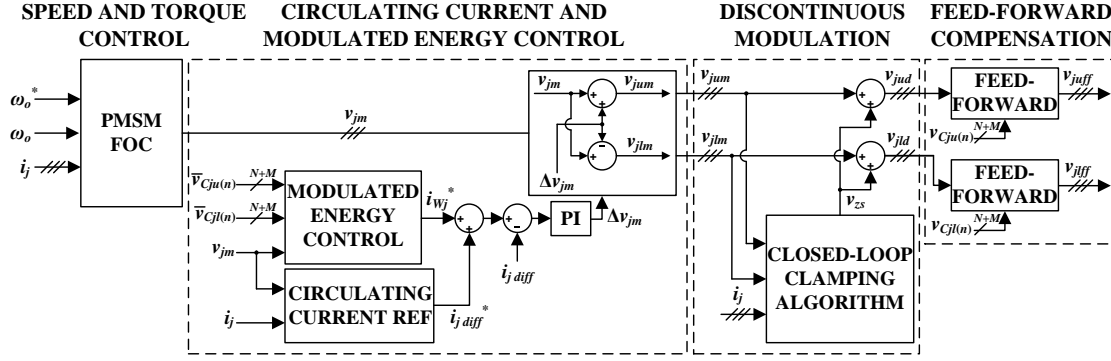 SPEED AND TORQUE
CONTROL
CIRCULATING CURRENT AND
MODULATED ENERGY CONTROL
DISCONTINUOUS
MODULATION
FEED-FORWARD
COMPENSATION
ω_o^*
ω_o
i_j
PMSM
FOC
v_jm
v_jm
Δv_jm
+
+
+
−
v_jum
v_jlm
v̅_Cju(n)
N+M
v̅_Cjl(n)
N+M
v_jm
i_j
MODULATED
ENERGY
CONTROL
CIRCULATING
CURRENT REF
i_Wj^*
i_j diff^*
+
+
+
−
i_j diff
PI
Δv_jm
v_jum
v_jlm
+
+
+
+
v_zs
i_j
CLOSED-LOOP
CLAMPING
ALGORITHM
v_jud
v_jld
FEED-
FORWARD
v_Cju(n)
N+M
v_juff
FEED-
FORWARD
v_Cjl(n)
N+M
v_jlff